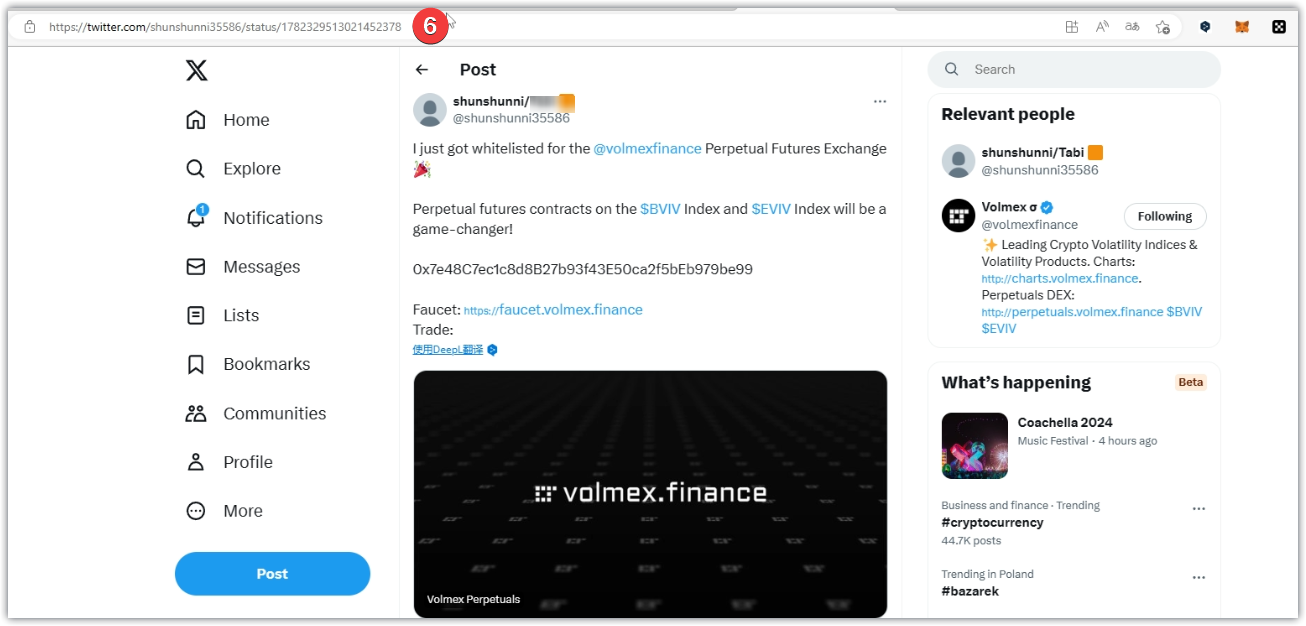 https://twitter.com/shunshunni35586/status/1782329513021452378
6
X
Home
Explore
1
Notifications
Messages
Lists
Bookmarks
Communities
Profile
More
Post
Post
shunshunni/
@shunshunni35586
I just got whitelisted for the @volmexfinance Perpetual Futures Exchange
Perpetual futures contracts on the $BVIV Index and $EVIV Index will be a
game-changer!
0x7e48C7ec1c8d8B27b93f43E50ca2f5bEb979be99
Faucet: https://faucet.volmex.finance
Trade:
使用DeepL翻译
volmex.finance
Volmex Perpetuals
Search
Relevant people
shunshunni/Tabi
@shunshunni35586
Volmex σ
@volmexfinance
Following
✨ Leading Crypto Volatility Indices &
Volatility Products. Charts:
http://charts.volmex.finance.
Perpetuals DEX:
http://perpetuals.volmex.finance $BVIV
$EVIV
What's happening
Beta
Coachella 2024
Music Festival · 4 hours ago
Business and finance · Trending
#cryptocurrency
44.7K posts
Trending in Poland
#bazarek